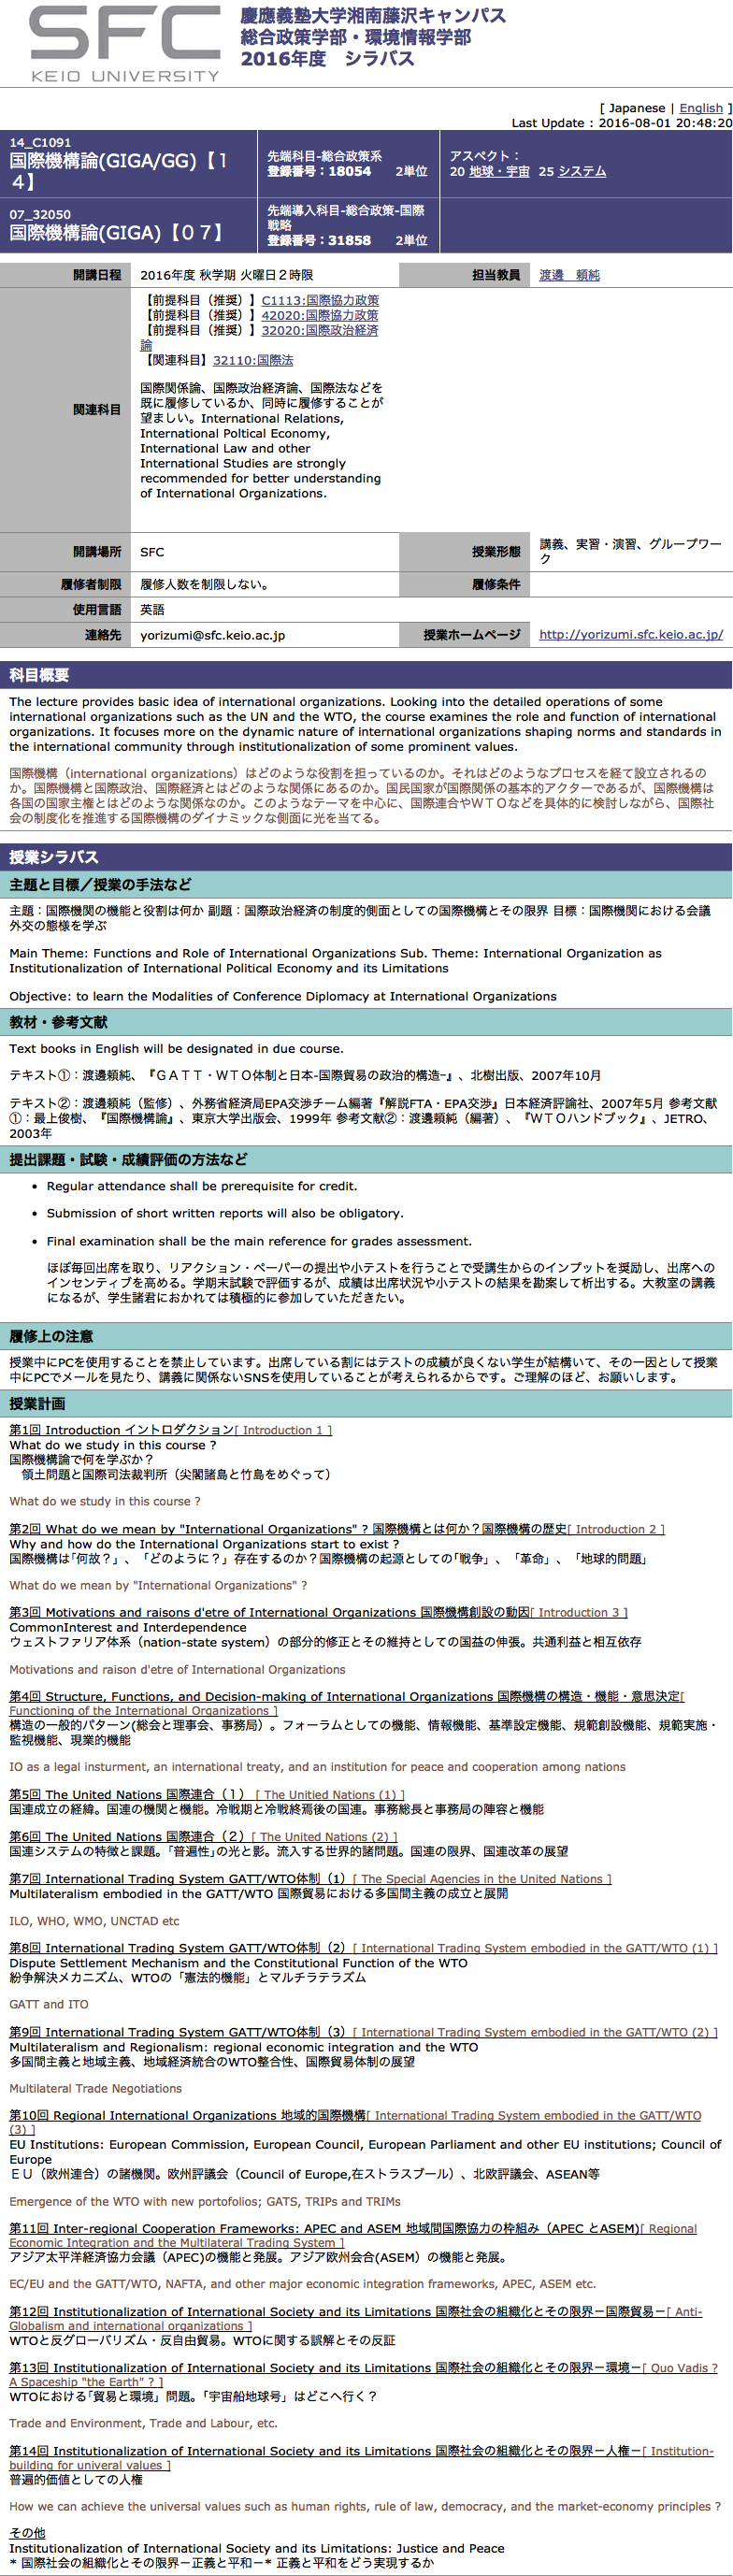 SFC
KEIO UNIVERSITY
慶應義塾大学湘南藤沢キャンパス
総合政策学部・環境情報学部
2016年度　シラバス
[ Japanese | English ]
Last Update : 2016-08-01 20:48:20
14_C1091
国際機構論(GIGA/GG)【１
４】
先端科目-総合政策系
登録番号：18054　2単位
アスペクト：
20 地球・宇宙 25 システム
07_32050
国際機構論(GIGA)【０７】
先端導入科目-総合政策-国際
戦略
登録番号：31858　2単位
開講日程
2016年度 秋学期 火曜日２時限
担当教員
渡邊　頼純
関連科目
【前提科目（推奨）】C1113:国際協力政策
【前提科目（推奨）】42020:国際協力政策
【前提科目（推奨）】32020:国際政治経済
論
【関連科目】32110:国際法
国際関係論、国際政治経済論、国際法などを
既に履修しているか、同時に履修することが
望ましい。International Relations,
International Poltical Economy,
International Law and other
International Studies are strongly
recommended for better understanding
of International Organizations.
開講場所
SFC
授業形態
講義、実習・演習、グループワー
ク
履修者制限
履修人数を制限しない。
履修条件
使用言語
英語
連絡先
yorizumi@sfc.keio.ac.jp
授業ホームページ
http://yorizumi.sfc.keio.ac.jp/
科目概要
The lecture provides basic idea of international organizations. Looking into the detailed operations of some
international organizations such as the UN and the WTO, the course examines the role and function of international
organizations. It focuses more on the dynamic nature of international organizations shaping norms and standards in
the international community through institutionalization of some prominent values.
国際機構（international organizations）はどのような役割を担っているのか。それはどのようなプロセスを経て設立されるの
か。国際機構と国際政治、国際経済とはどのような関係にあるのか。国民国家が国際関係の基本的アクターであるが、国際機構は
各国の国家主権とはどのような関係なのか。このようなテーマを中心に、国際連合やＷＴＯなどを具体的に検討しながら、国際社
会の制度化を推進する国際機構のダイナミックな側面に光を当てる。
授業シラバス
主題と目標／授業の手法など
主題：国際機関の機能と役割は何か 副題：国際政治経済の制度的側面としての国際機構とその限界 目標：国際機関における会議
外交の態様を学ぶ
Main Theme: Functions and Role of International Organizations Sub. Theme: International Organization as
Institutionalization of International Political Economy and its Limitations
Objective: to learn the Modalities of Conference Diplomacy at International Organizations
教材・参考文献
Text books in English will be designated in due course.
テキスト①：渡邊頼純、『ＧＡＴＴ・ＷＴＯ体制と日本-国際貿易の政治的構造-』、北樹出版、2007年10月
テキスト②：渡邊頼純（監修）、外務省経済局EPA交渉チーム編著『解説FTA・EPA交渉』日本経済評論社、2007年5月 参考文献
①：最上俊樹、『国際機構論』、東京大学出版会、1999年 参考文献②：渡邊頼純（編著）、『ＷＴＯハンドブック』、JETRO、
2003年
提出課題・試験・成績評価の方法など
• Regular attendance shall be prerequisite for credit.
• Submission of short written reports will also be obligatory.
• Final examination shall be the main reference for grades assessment.
ほぼ毎回出席を取り、リアクション・ペーパーの提出や小テストを行うことで受講生からのインプットを奨励し、出席への
インセンティブを高める。学期末試験で評価するが、成績は出席状況や小テストの結果を勘案して析出する。大教室の講義
になるが、学生諸君におかれては積極的に参加していただきたい。
履修上の注意
授業中にPCを使用することを禁止しています。出席している割にはテストの成績が良くない学生が結構いて、その一因として授業
中にPCでメールを見たり、講義に関係ないSNSを使用していることが考えられるからです。ご理解のほど、お願いします。
授業計画
第1回 Introduction イントロダクション[ Introduction 1 ]
What do we study in this course ?
国際機構論で何を学ぶか?
　領土問題と国際司法裁判所（尖閣諸島と竹島をめぐって）
What do we study in this course ?
第2回 What do we mean by "International Organizations" ? 国際機構とは何か？国際機構の歴史[ Introduction 2 ]
Why and how do the International Organizations start to exist ?
国際機構は｢何故？」、「どのように？」存在するのか？国際機構の起源としての｢戦争」、「革命」、「地球的問題」
What do we mean by "International Organizations" ?
第3回 Motivations and raisons d'etre of International Organizations 国際機構創設の動因[ Introduction 3 ]
CommonInterest and Interdependence
ウェストファリア体系（nation-state system）の部分的修正とその維持としての国益の伸張。共通利益と相互依存
Motivations and raison d'etre of International Organizations
第4回 Structure, Functions, and Decision-making of International Organizations 国際機構の構造・機能・意思決定[
Functioning of the International Organizations ]
構造の一般的パターン(総会と理事会、事務局）。フォーラムとしての機能、情報機能、基準設定機能、規範創設機能、規範実施・
監視機能、現業的機能
IO as a legal insturment, an international treaty, and an institution for peace and cooperation among nations
第5回 The United Nations 国際連合（１） [ The Unitied Nations (1) ]
国連成立の経緯。国連の機関と機能。冷戦期と冷戦終焉後の国連。事務総長と事務局の陣容と機能
第6回 The United Nations 国際連合（２）[ The United Nations (2) ]
国連システムの特徴と課題。｢普遍性｣の光と影。流入する世界的諸問題。国連の限界、国連改革の展望
第7回 International Trading System GATT/WTO体制（1）[ The Special Agencies in the United Nations ]
Multilateralism embodied in the GATT/WTO 国際貿易における多国間主義の成立と展開
ILO, WHO, WMO, UNCTAD etc
第8回 International Trading System GATT/WTO体制（2）[ International Trading System embodied in the GATT/WTO (1) ]
Dispute Settlement Mechanism and the Constitutional Function of the WTO
紛争解決メカニズム、WTOの「憲法的機能」とマルチラテラズム
GATT and ITO
第9回 International Trading System GATT/WTO体制（3）[ International Trading System embodied in the GATT/WTO (2) ]
Multilateralism and Regionalism: regional economic integration and the WTO
多国間主義と地域主義、地域経済統合のWTO整合性、国際貿易体制の展望
Multilateral Trade Negotiations
第10回 Regional International Organizations 地域的国際機構[ International Trading System embodied in the GATT/WTO
(3) ]
EU Institutions: European Commission, European Council, European Parliament and other EU institutions; Council of
Europe
ＥＵ（欧州連合）の諸機関。欧州評議会（Council of Europe,在ストラスブール）、北欧評議会、ASEAN等
Emergence of the WTO with new portofolios; GATS, TRIPs and TRIMs
第11回 Inter-regional Cooperation Frameworks: APEC and ASEM 地域間国際協力の枠組み（APEC とASEM)[ Regional
Economic Integration and the Multilateral Trading System ]
アジア太平洋経済協力会議（APEC)の機能と発展。アジア欧州会合(ASEM）の機能と発展。
EC/EU and the GATT/WTO, NAFTA, and other major economic integration frameworks, APEC, ASEM etc.
第12回 Institutionalization of International Society and its Limitations 国際社会の組織化とその限界－国際貿易－[ Anti-
Globalism and international organizations ]
WTOと反グローバリズム・反自由貿易。WTOに関する誤解とその反証
第13回 Institutionalization of International Society and its Limitations 国際社会の組織化とその限界－環境－[ Quo Vadis ?
A Spaceship "the Earth" ? ]
WTOにおける｢貿易と環境」問題。｢宇宙船地球号」はどこへ行く？
Trade and Environment, Trade and Labour, etc.
第14回 Institutionalization of International Society and its Limitations 国際社会の組織化とその限界－人権－[ Institution-
building for univeral values ]
普遍的価値としての人権
How we can achieve the universal values such as human rights, rule of law, democracy, and the market-economy principles ?
その他
Institutionalization of International Society and its Limitations: Justice and Peace
* 国際社会の組織化とその限界－正義と平和－* 正義と平和をどう実現するか